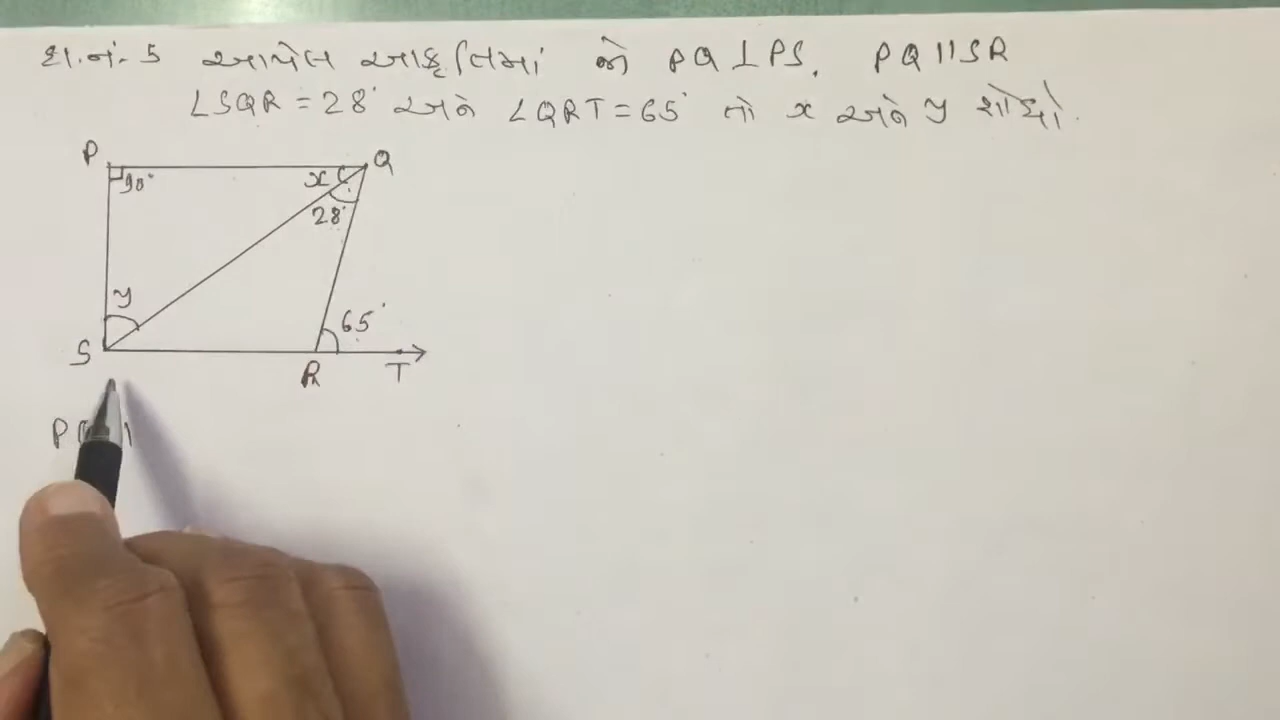 દા.નં. 5 આપેલ આકૃતિમાં જો PQ ⊥ PS, PQ || SR
∠SQR = 28° અને ∠QRT = 65° તો x અને y શોધો.
P Q
90° x
28°
y
65°
S R T